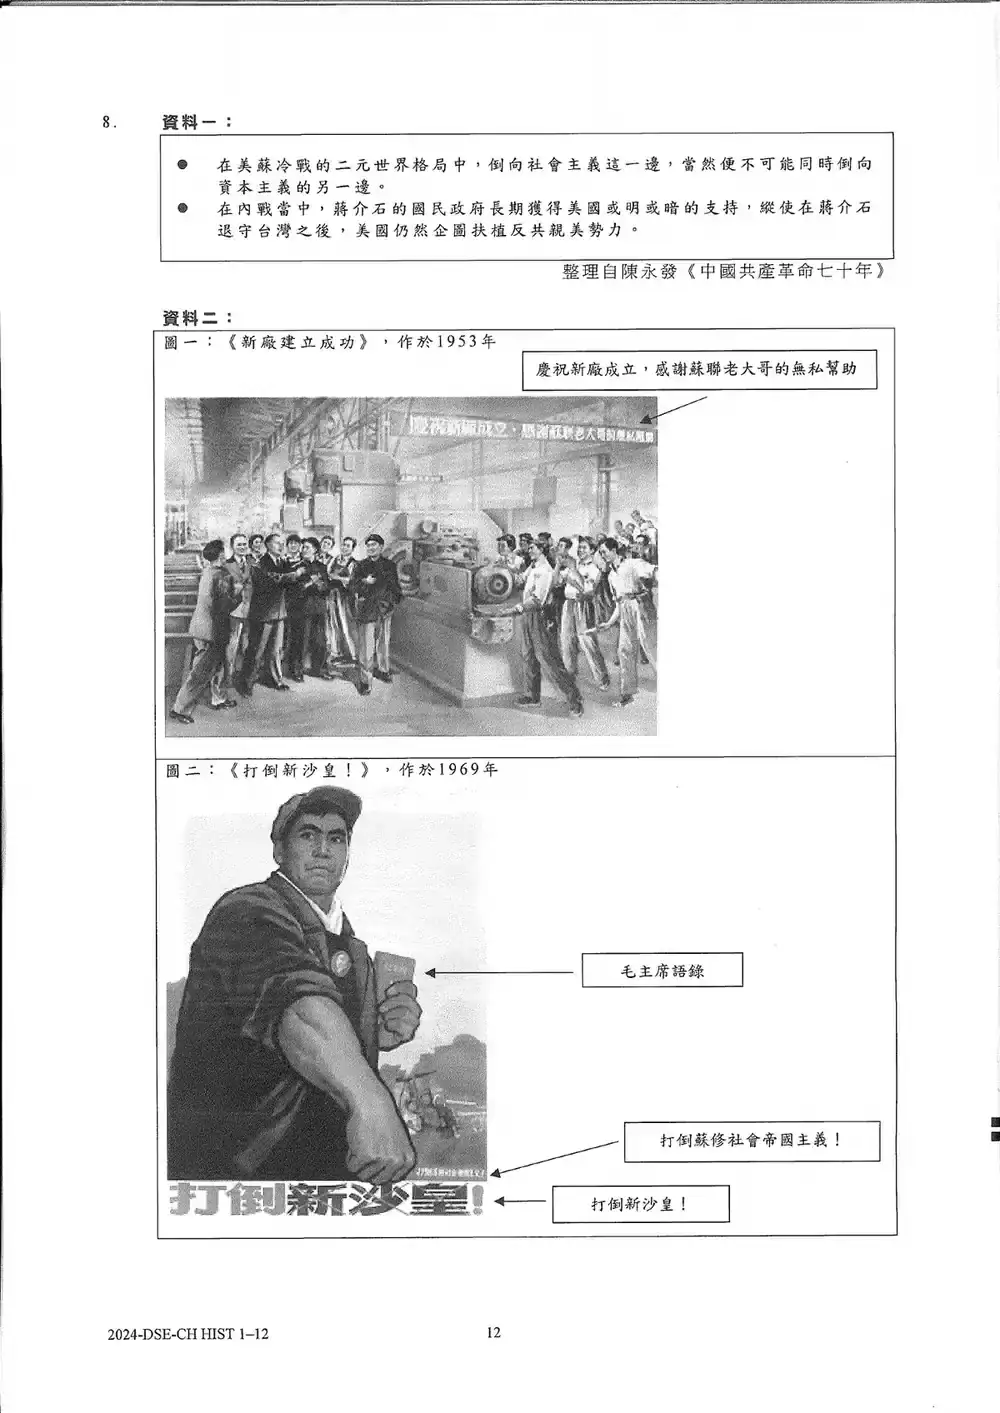 8.
資料一：
● 在美蘇冷戰的二元世界格局中，倒向社會主義這一邊，當然便不可能同時倒向
資本主義的另一邊。
● 在內戰當中，蔣介石的國民政府長期獲得美國或明或暗的支持，縱使在蔣介石
退守台灣之後，美國仍然企圖扶植反共親美勢力。
整理自陳永發《中國共產革命七十年》
資料二：
圖一：《新廠建立成功》，作於1953年
慶祝新廠成立，感謝蘇聯老大哥的無私幫助
慶祝新廠成立，感謝蘇聯老大哥的無私幫助
圖二：《打倒新沙皇！》，作於1969年
毛主席語錄
打倒蘇修社會帝國主義！
打倒新沙皇！
打倒新沙皇!
2024-DSE-CH HIST 1–12
12